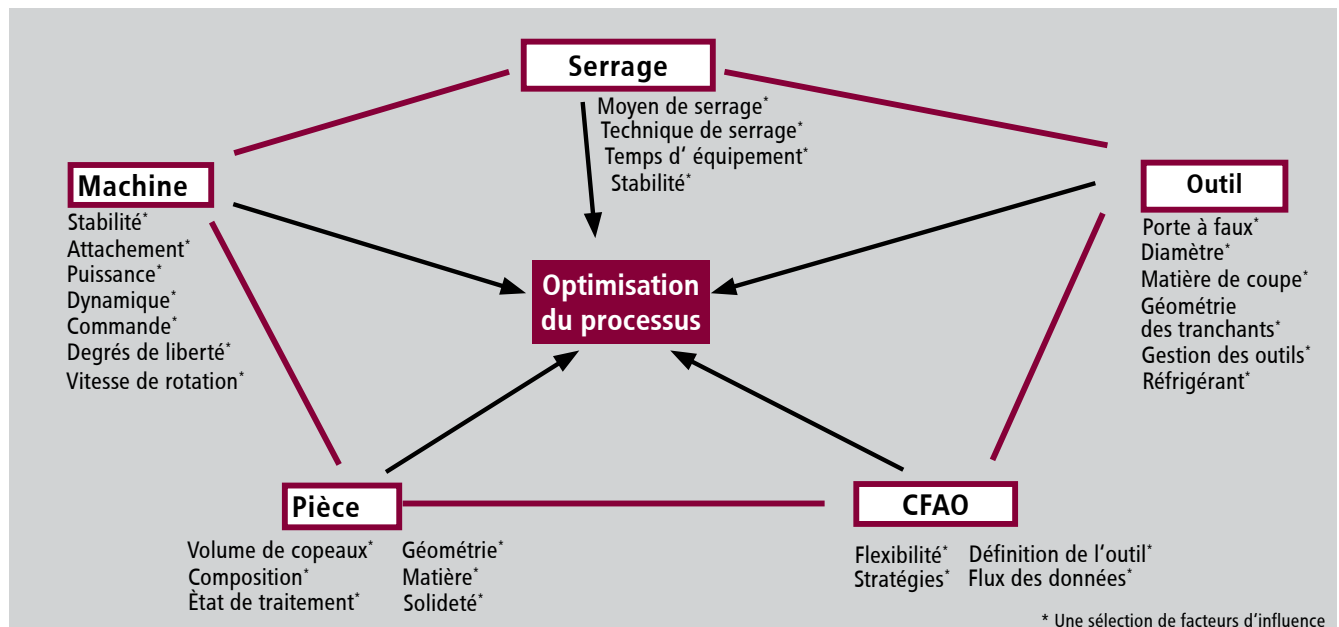 Serrage
Moyen de serrage*
Technique de serrage*
Temps d' équipement*
Stabilité*
Machine
Stabilité*
Attachement*
Puissance*
Dynamique*
Commande*
Degrés de liberté*
Vitesse de rotation*
Outil
Porte à faux*
Diamètre*
Matière de coupe*
Géométrie
des tranchants*
Gestion des outils*
Réfrigérant*
Optimisation
du processus
Pièce
Volume de copeaux*
Composition*
Ètat de traitement*
Géométrie*
Matière*
Solideté*
CFAO
Flexibilité*
Stratégies*
Définition de l'outil*
Flux des données*
* Une sélection de facteurs d'influence